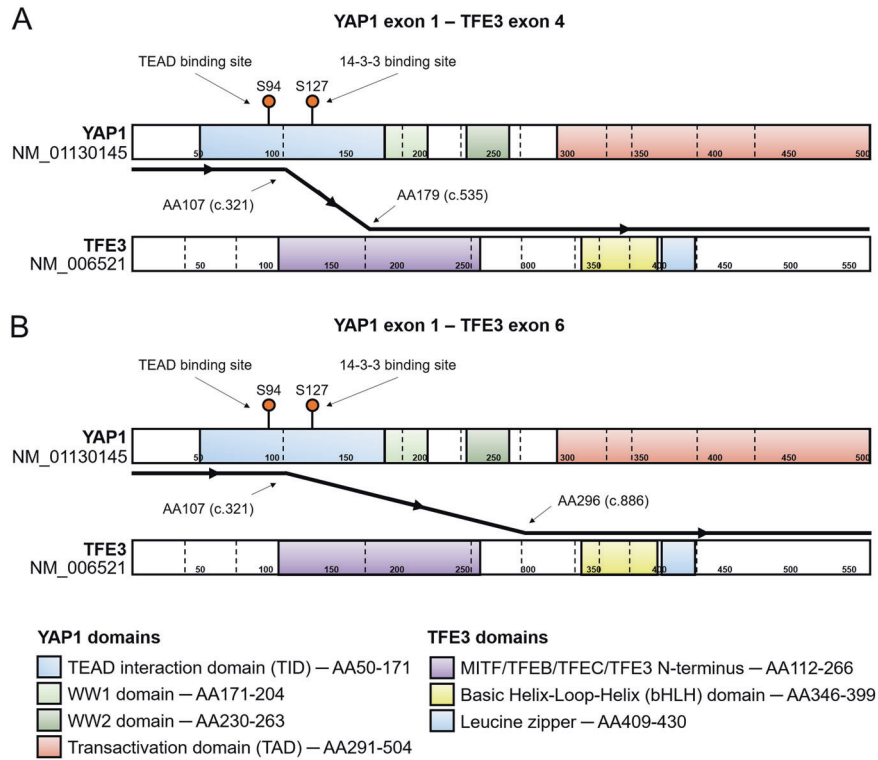 A
YAP1 exon 1 – TFE3 exon 4
TEAD binding site
14-3-3 binding site
S94
S127
YAP1
NM_01130145
50 100 150 200 250 300 350 400 450 500
AA107 (c.321)
AA179 (c.535)
TFE3
NM_006521
50 100 150 200 250 300 350 400 450 500 550
B
YAP1 exon 1 – TFE3 exon 6
TEAD binding site
14-3-3 binding site
S94
S127
YAP1
NM_01130145
50 100 150 200 250 300 350 400 450 500
AA107 (c.321)
AA296 (c.886)
TFE3
NM_006521
50 100 150 200 250 300 350 400 450 500 550
YAP1 domains
TEAD interaction domain (TID) — AA50-171
WW1 domain — AA171-204
WW2 domain — AA230-263
Transactivation domain (TAD) — AA291-504
TFE3 domains
MITF/TFEB/TFEC/TFE3 N-terminus — AA112-266
Basic Helix-Loop-Helix (bHLH) domain — AA346-399
Leucine zipper — AA409-430